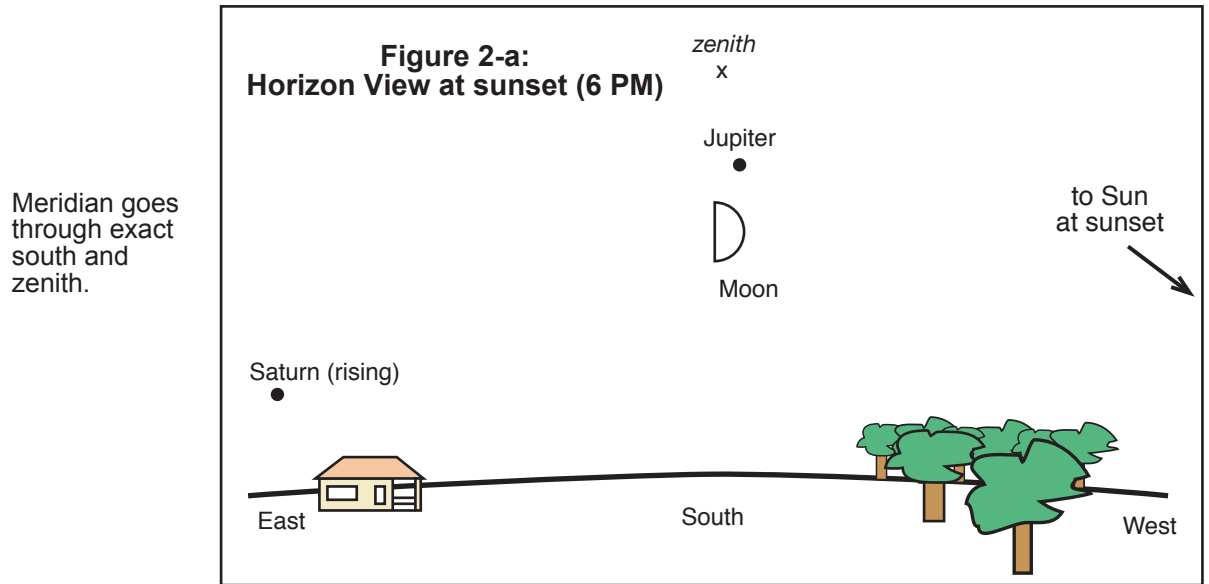 Figure 2-a:
Horizon View at sunset (6 PM)
zenith
x
Jupiter
Meridian goes
through exact
south and
zenith.
to Sun
at sunset
Moon
Saturn (rising)
East
South
West